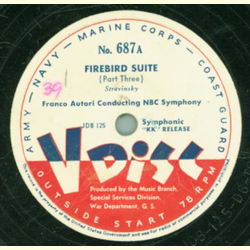 ARMY — NAVY — MARINE CORPS — COAST GUARD
No. 687A
FIREBIRD SUITE
(Part Three)
Stravinsky
39
Franco Autori Conducting NBC Symphony
JDB 125
Symphonic
"KK" RELEASE
V DISC
Produced by the Music Branch,
Special Services Division,
War Department, G. S.
OUTSIDE START 78 RPM